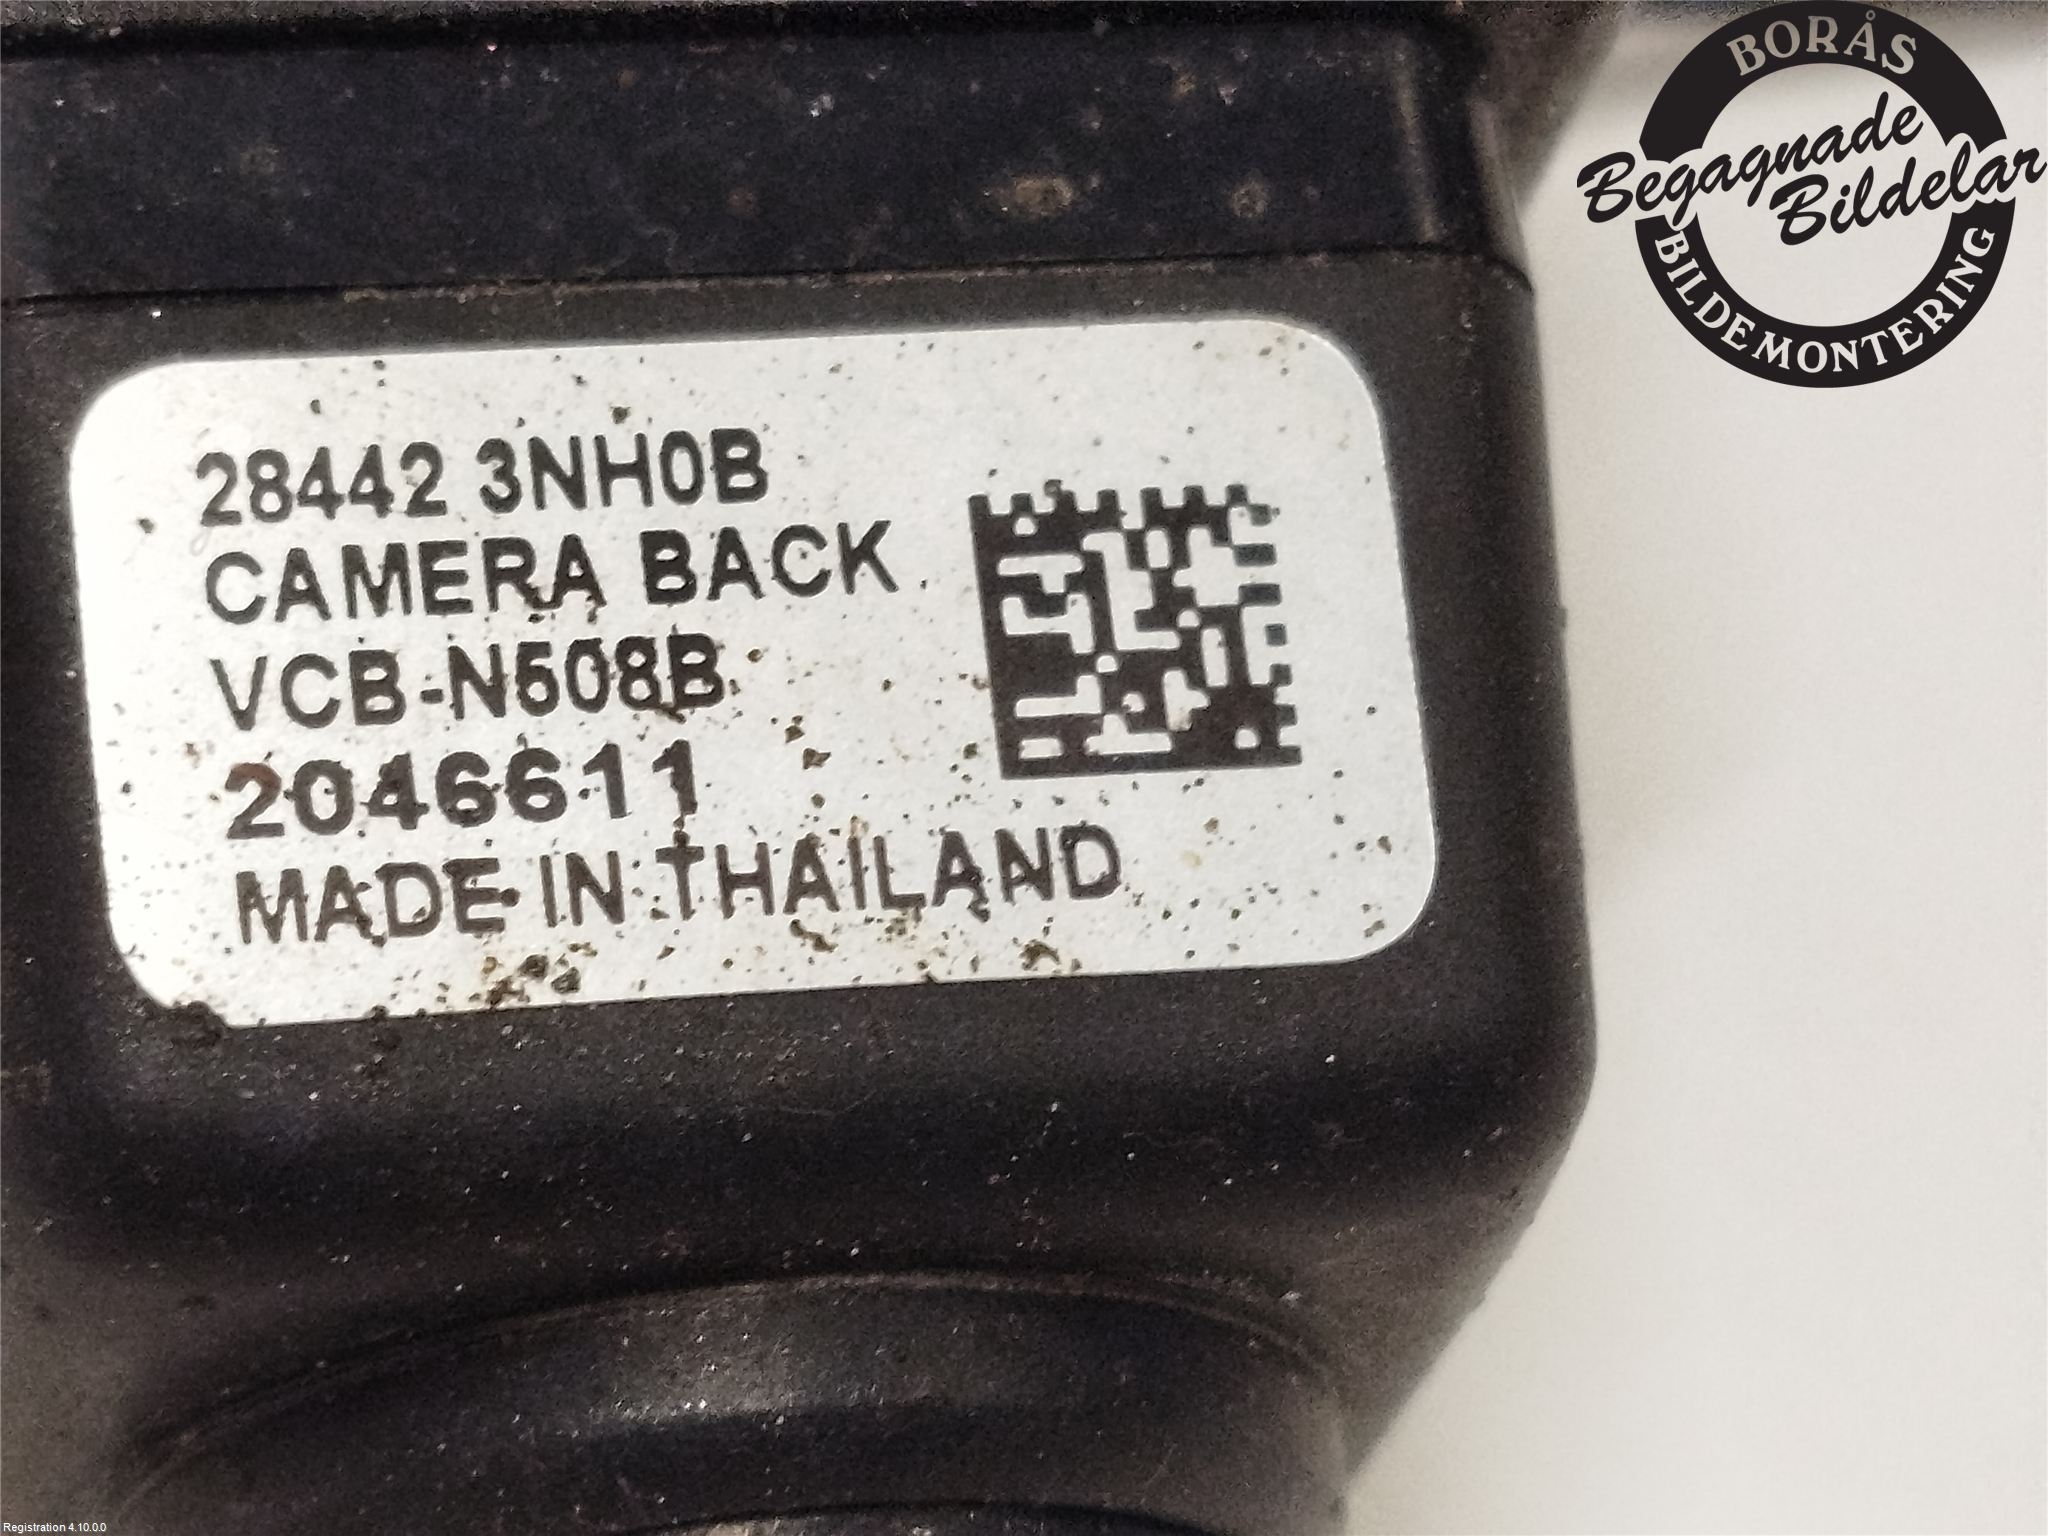 BORÅS
Begagnade
Bildelar
BILDEMONTERING
28442 3NH0B
CAMERA BACK
VCB-N508B
2046611
MADE IN THAILAND
Registration 4.10.0.0